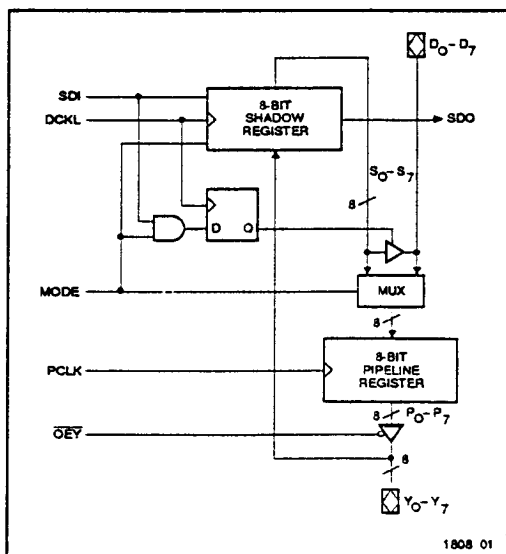 D0-D7
SDI
DCKL
8-BIT
SHADOW
REGISTER
SDO
S0-S7
8
D Q
MODE
MUX
8
PCLK
8-BIT
PIPELINE
REGISTER
8 P0-P7
OEY
8
Y0-Y7
1808 01